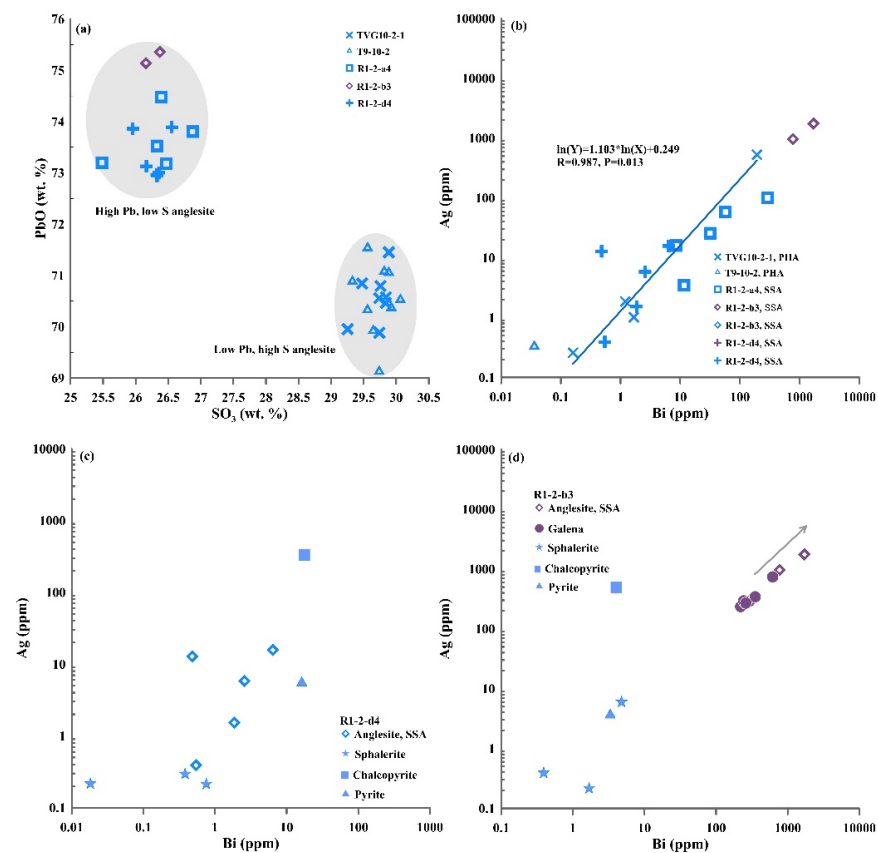 (a)
TVG10-2-1
T9-10-2
R1-2-a4
R1-2-b3
R1-2-d4
High Pb, low S anglesite
Low Pb, high S anglesite
PbO (wt. %)
76
75
74
73
72
71
70
69
25
25.5
26
26.5
27
27.5
28
28.5
29
29.5
30
30.5
SO₃ (wt. %)
(b)
ln(Y)=1.103*ln(X)+0.249
R=0.987, P=0.013
TVG10-2-1, PHA
T9-10-2, PHA
R1-2-a4, SSA
R1-2-b3, SSA
R1-2-b3, SSA
R1-2-d4, SSA
R1-2-d4, SSA
Ag (ppm)
100000
10000
1000
100
10
1
0.1
0.01
0.1
1
10
100
1000
10000
Bi (ppm)
(c)
R1-2-d4
Anglesite, SSA
Sphalerite
Chalcopyrite
Pyrite
Ag (ppm)
10000
1000
100
10
1
0.1
0.01
0.1
1
10
100
1000
Bi (ppm)
(d)
R1-2-b3
Anglesite, SSA
Galena
Sphalerite
Chalcopyrite
Pyrite
Ag (ppm)
100000
10000
1000
100
10
1
0.1
0.1
1
10
100
1000
10000
Bi (ppm)